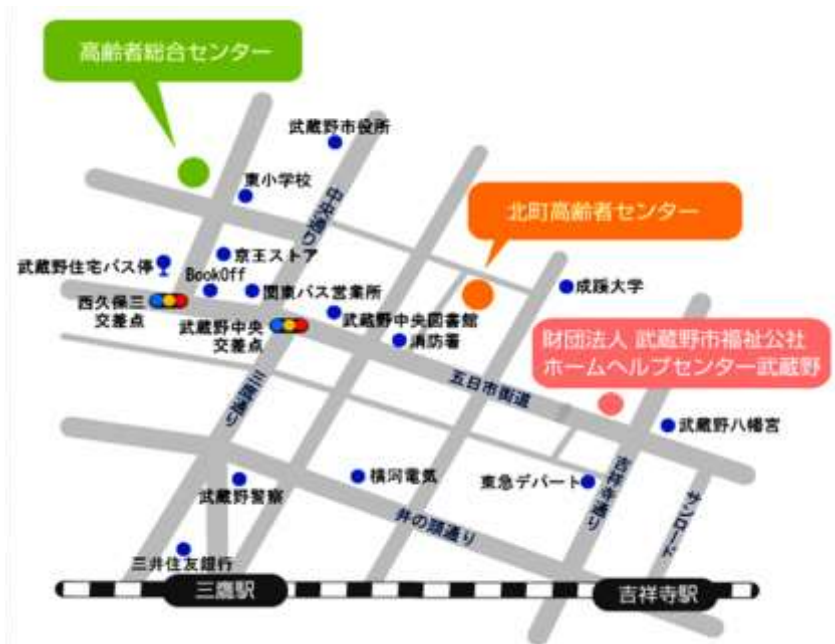 高齢者総合センター
武蔵野市役所
東小学校
中央通り
北町高齢者センター
武蔵野住宅バス停
京王ストア
BookOff
関東バス営業所
成蹊大学
西久保三
交差点
武蔵野中央
交差点
武蔵野中央図書館
消防署
財団法人 武蔵野市福祉公社
ホームヘルプセンター武蔵野
三鷹通り
五日市街道
武蔵野八幡宮
武蔵野警察
横河電気
東急デパート
吉祥寺通り
サンロード
井の頭通り
三井住友銀行
三鷹駅
吉祥寺駅